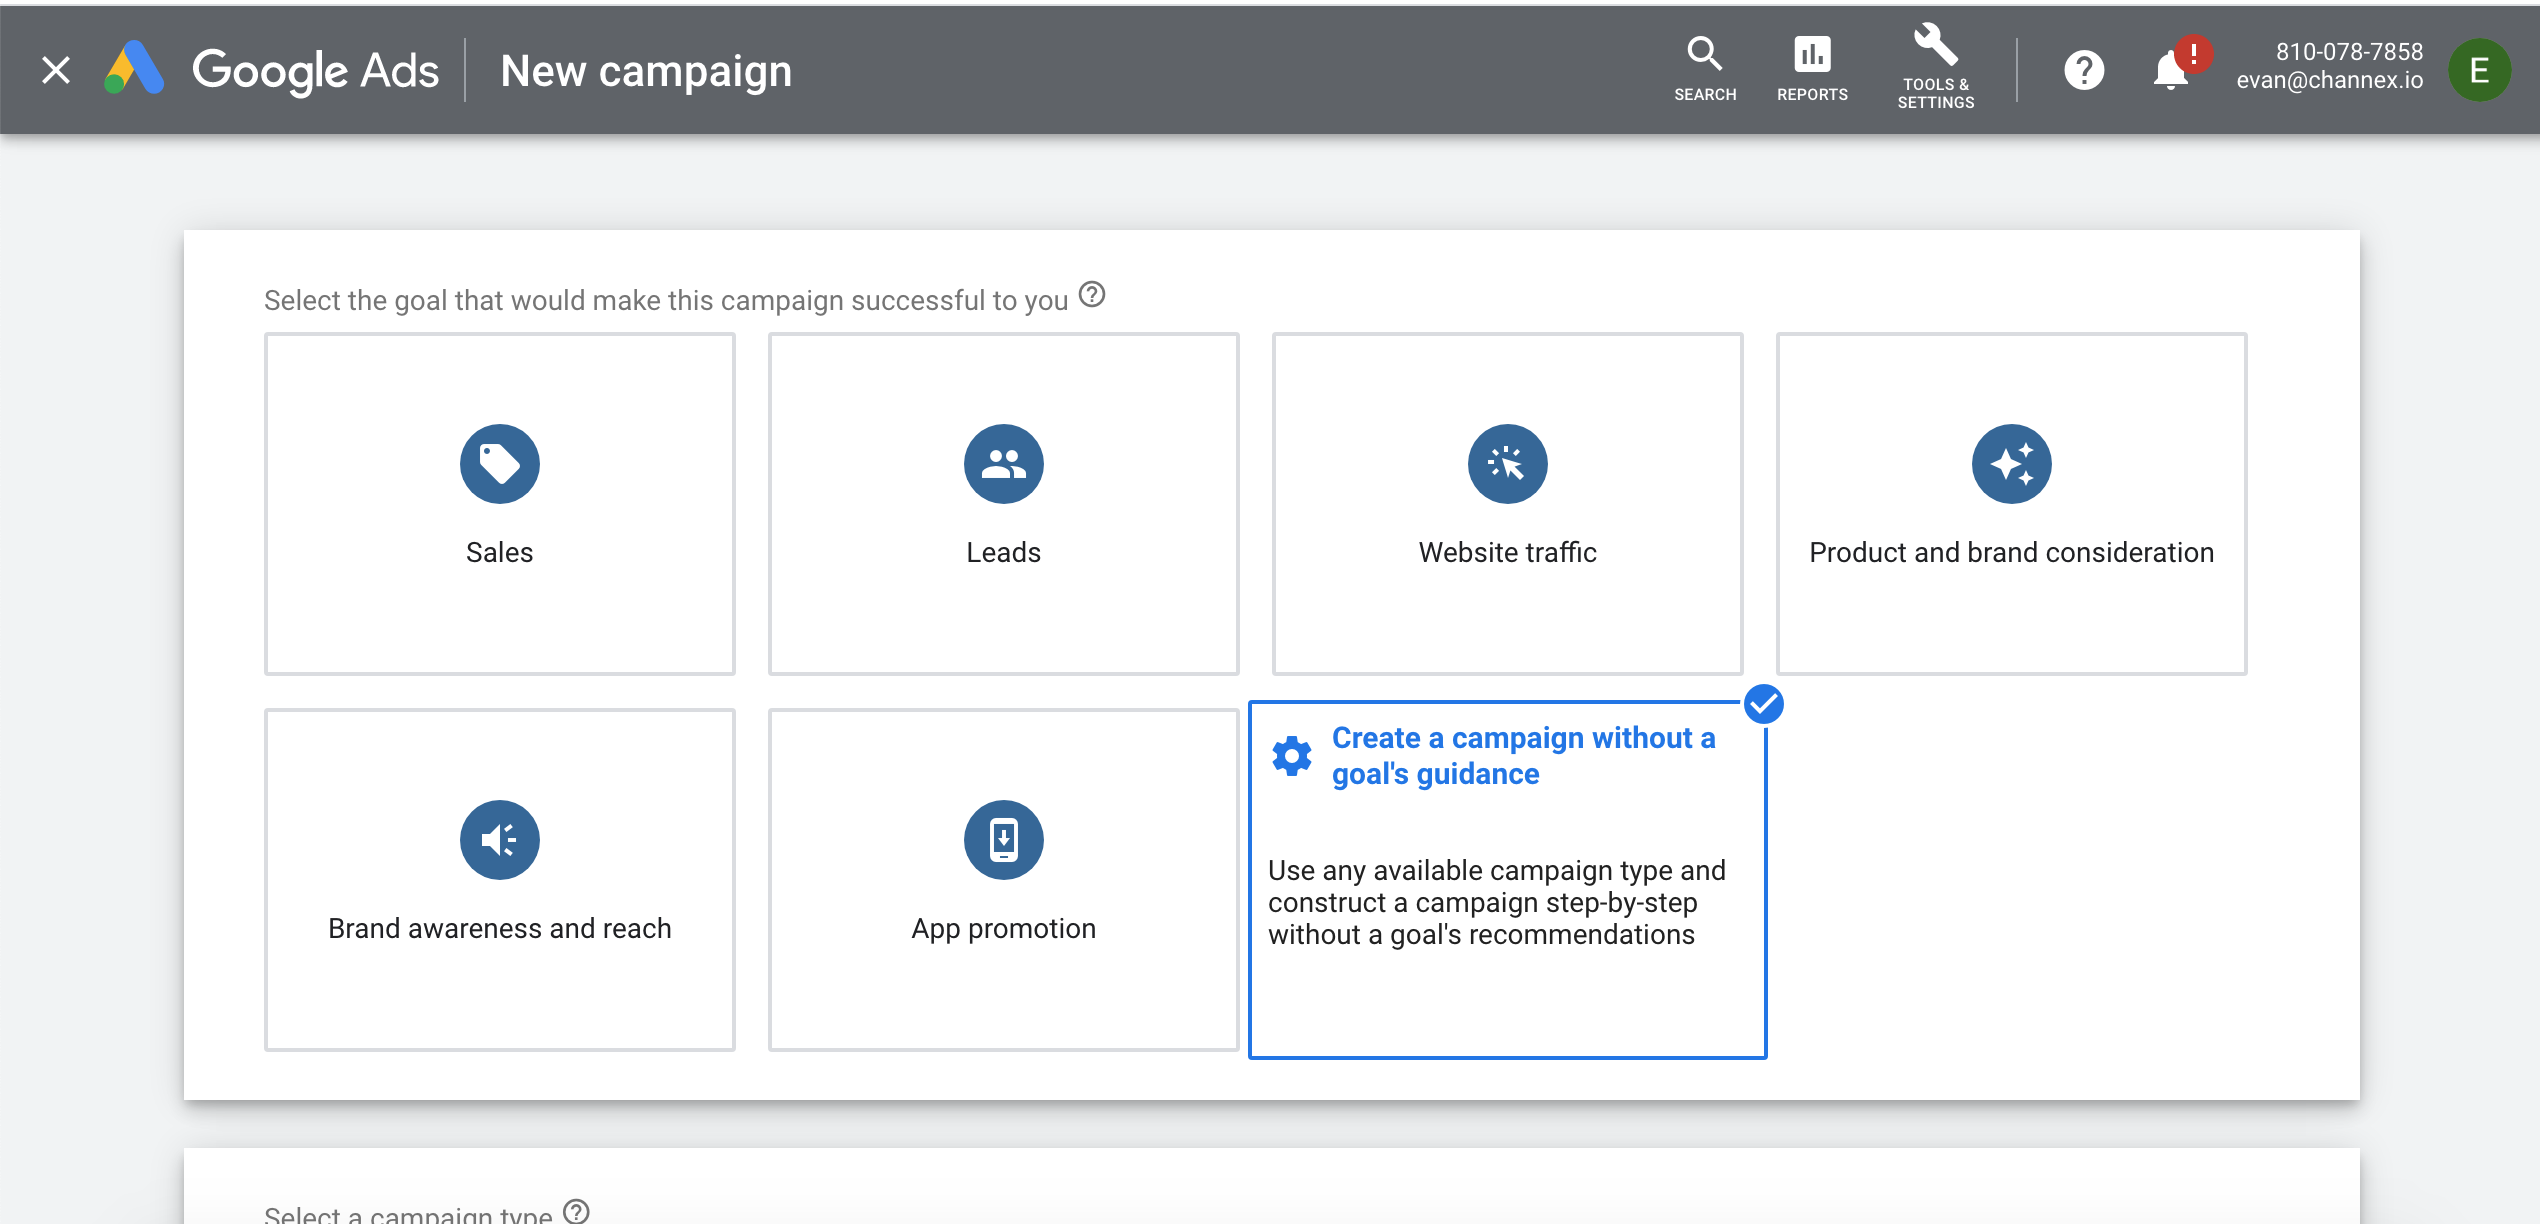 Google Ads
New campaign
SEARCH
REPORTS
TOOLS &
SETTINGS
!
810-078-7858
evan@channex.io
E
Select the goal that would make this campaign successful to you
Sales
Leads
Website traffic
Product and brand consideration
Brand awareness and reach
App promotion
Create a campaign without a
goal's guidance
Use any available campaign type and
construct a campaign step-by-step
without a goal's recommendations
Select a campaign type